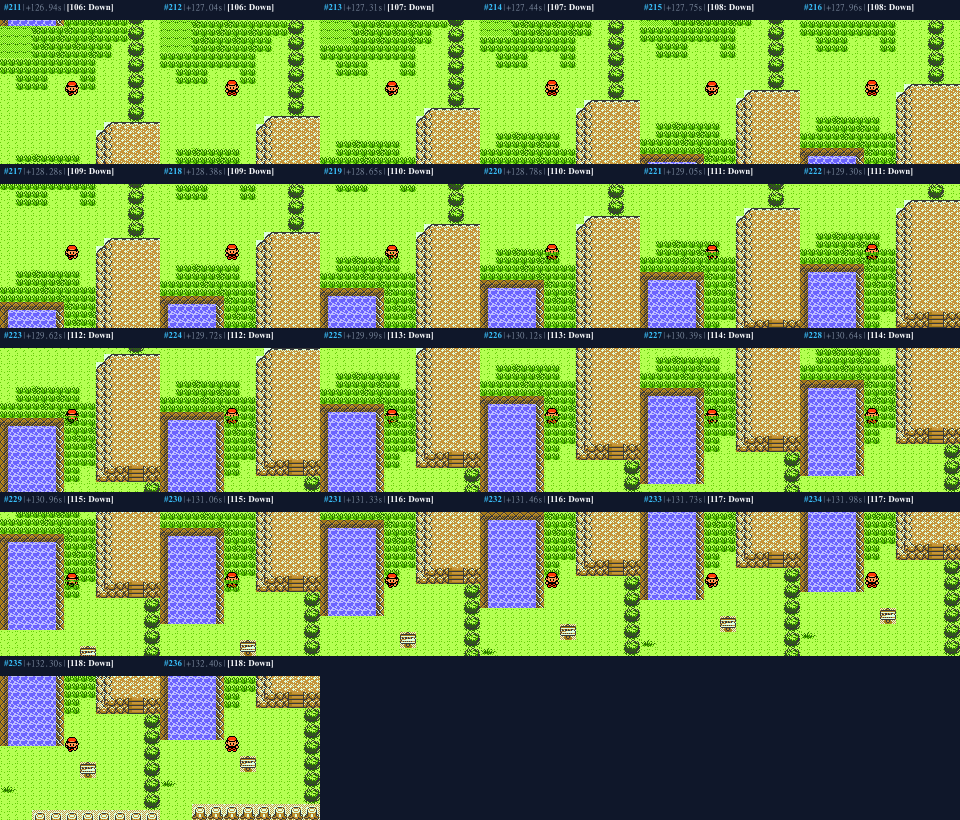 #211|+126.94s|[106: Down]
#212|+127.04s|[106: Down]
#213|+127.31s|[107: Down]
#214|+127.44s|[107: Down]
#215|+127.75s|[108: Down]
#216|+127.96s|[108: Down]
#217|+128.28s|[109: Down]
#218|+128.38s|[109: Down]
#219|+128.65s|[110: Down]
#220|+128.78s|[110: Down]
#221|+129.05s|[111: Down]
#222|+129.30s|[111: Down]
#223|+129.62s|[112: Down]
#224|+129.72s|[112: Down]
#225|+129.99s|[113: Down]
#226|+130.12s|[113: Down]
#227|+130.39s|[114: Down]
#228|+130.64s|[114: Down]
#229|+130.96s|[115: Down]
#230|+131.06s|[115: Down]
#231|+131.33s|[116: Down]
#232|+131.46s|[116: Down]
#233|+131.73s|[117: Down]
#234|+131.98s|[117: Down]
#235|+132.30s|[118: Down]
#236|+132.40s|[118: Down]